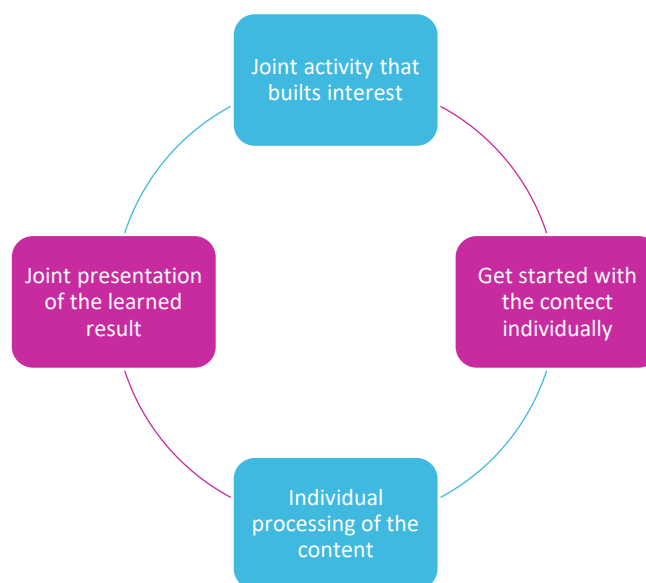 Joint activity that
builts interest
Get started with
the contect
individually
Individual
processing of the
content
Joint presentation
of the learned
result